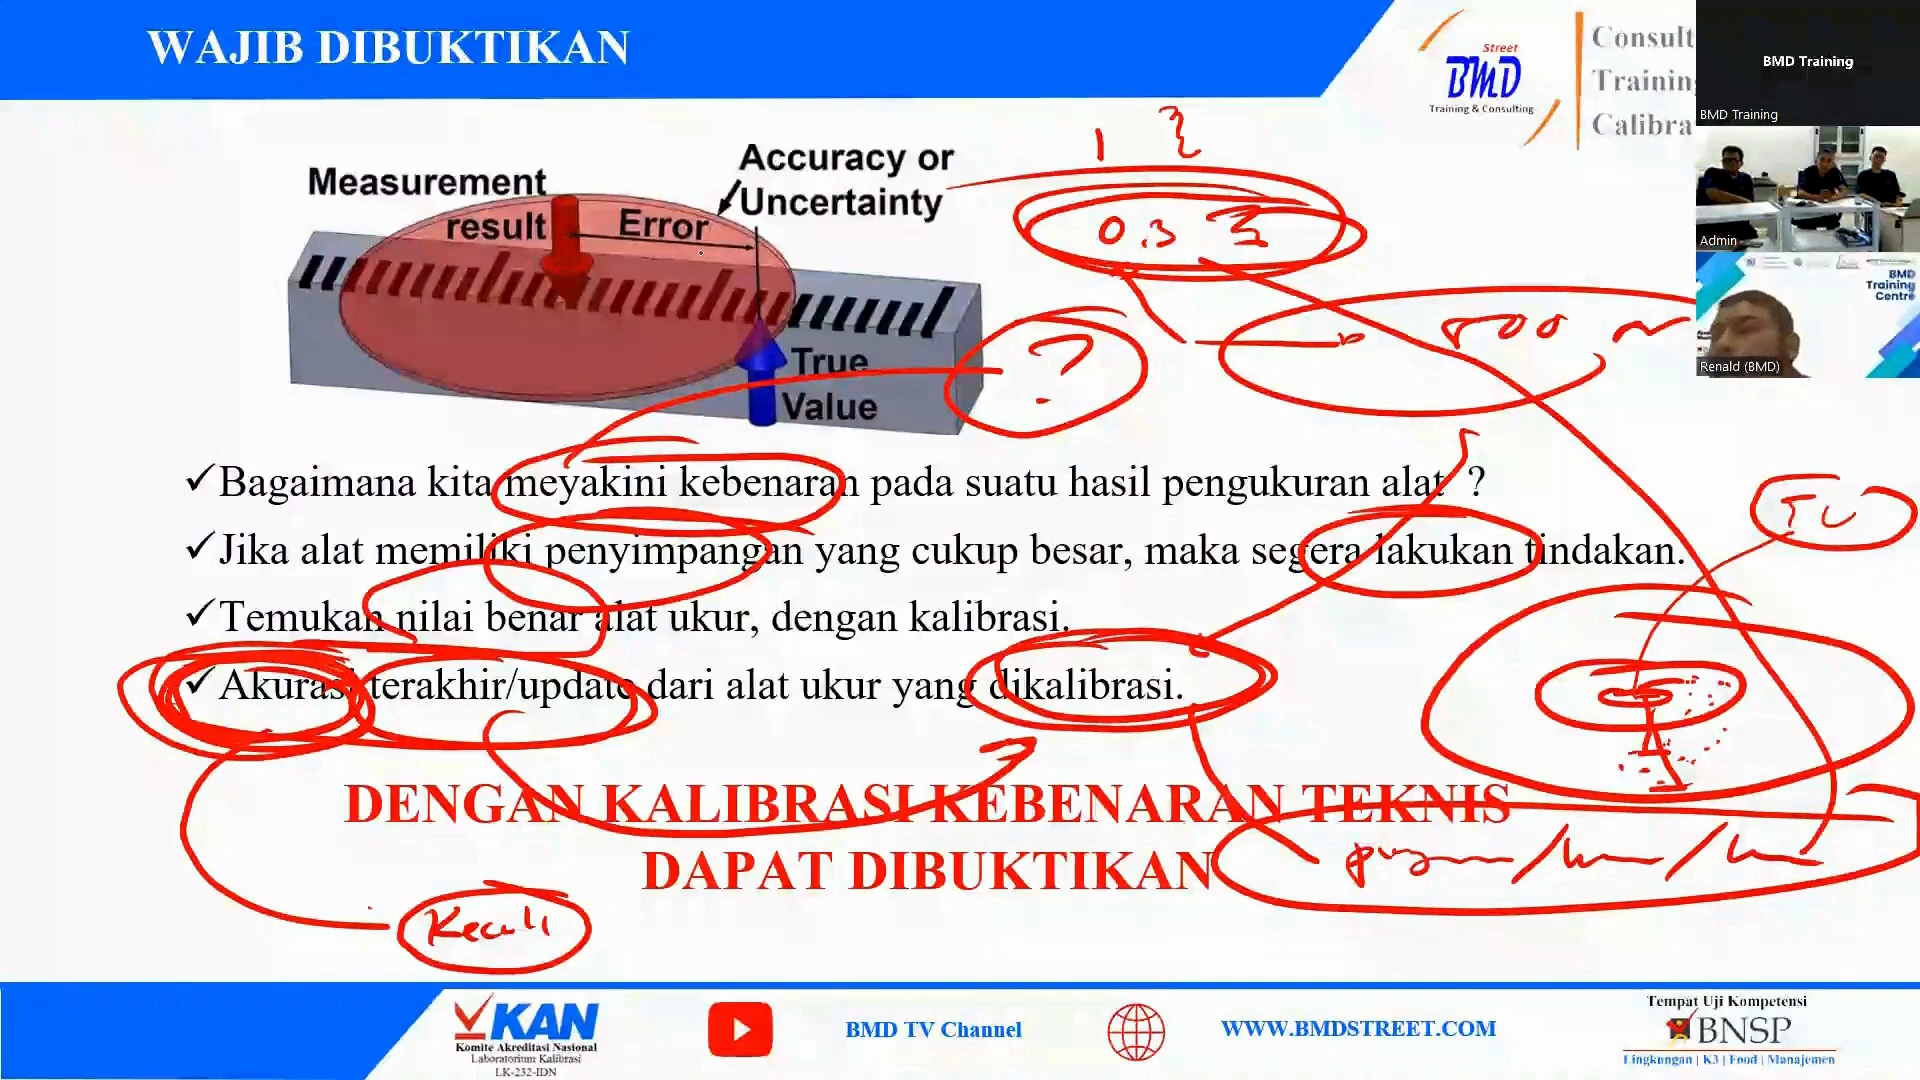 WAJIB DIBUKTIKAN
Street
BMD
Training & Consulting
Consult
Training
Calibra
BMD Training
BMD Training
Admin
BMD
Training
Centre
Renald (BMD)
Measurement
result
Error
Accuracy or
Uncertainty
True
Value
1
0.3
?
TU
✓Bagaimana kita meyakini kebenaran pada suatu hasil pengukuran alat ?
✓Jika alat memiliki penyimpangan yang cukup besar, maka segera lakukan tindakan.
✓Temukan nilai benar alat ukur, dengan kalibrasi.
✓Akurasi terakhir/update dari alat ukur yang dikalibrasi.
DENGAN KALIBRASI KEBENARAN TEKNIS
DAPAT DIBUKTIKAN
KAN
Komite Akreditasi Nasional
Laboratorium Kalibrasi
LK-232-IDN
BMD TV Channel
WWW.BMDSTREET.COM
Tempat Uji Kompetensi
BNSP
Lingkungan | K3 | Food | Manajemen